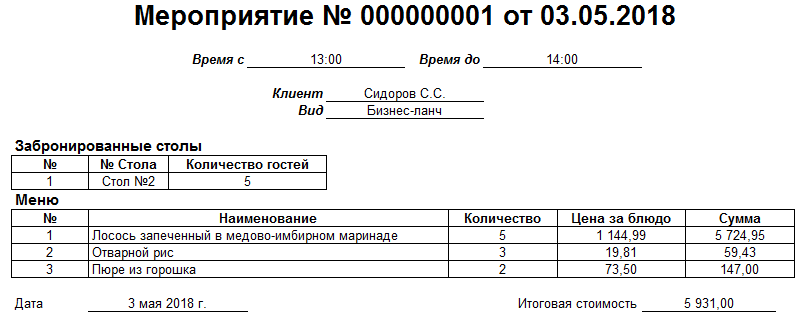 Мероприятие № 000000001 от 03.05.2018
Время с 13:00 Время до 14:00
Клиент Сидоров С.С.
Вид Бизнес-ланч
Забронированные столы
№ № Стола Количество гостей
1 Стол №2 5
Меню
№ Наименование Количество Цена за блюдо Сумма
1 Лосось запеченный в медово-имбирном маринаде 5 1 144,99 5 724,95
2 Отварной рис 3 19,81 59,43
3 Пюре из горошка 2 73,50 147,00
Дата 3 мая 2018 г. Итоговая стоимость 5 931,00